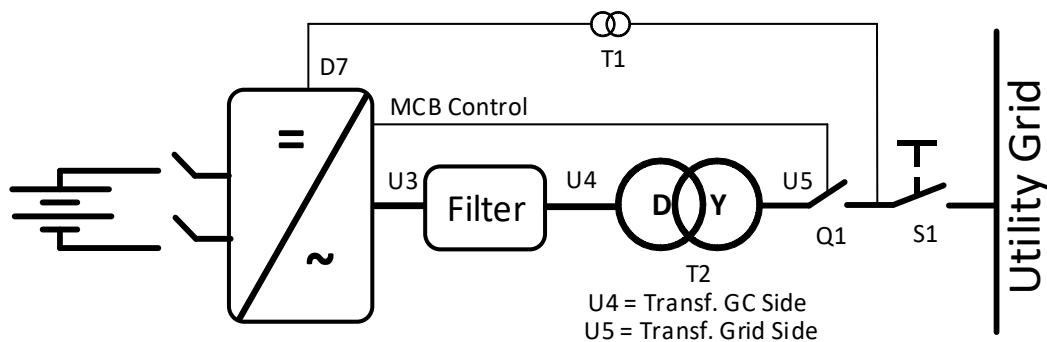 T1
D7
MCB Control
=
U3
U4
U5
Filter
D
Y
~
Q1
S1
T2
U4 = Transf. GC Side
U5 = Transf. Grid Side
Utility Grid